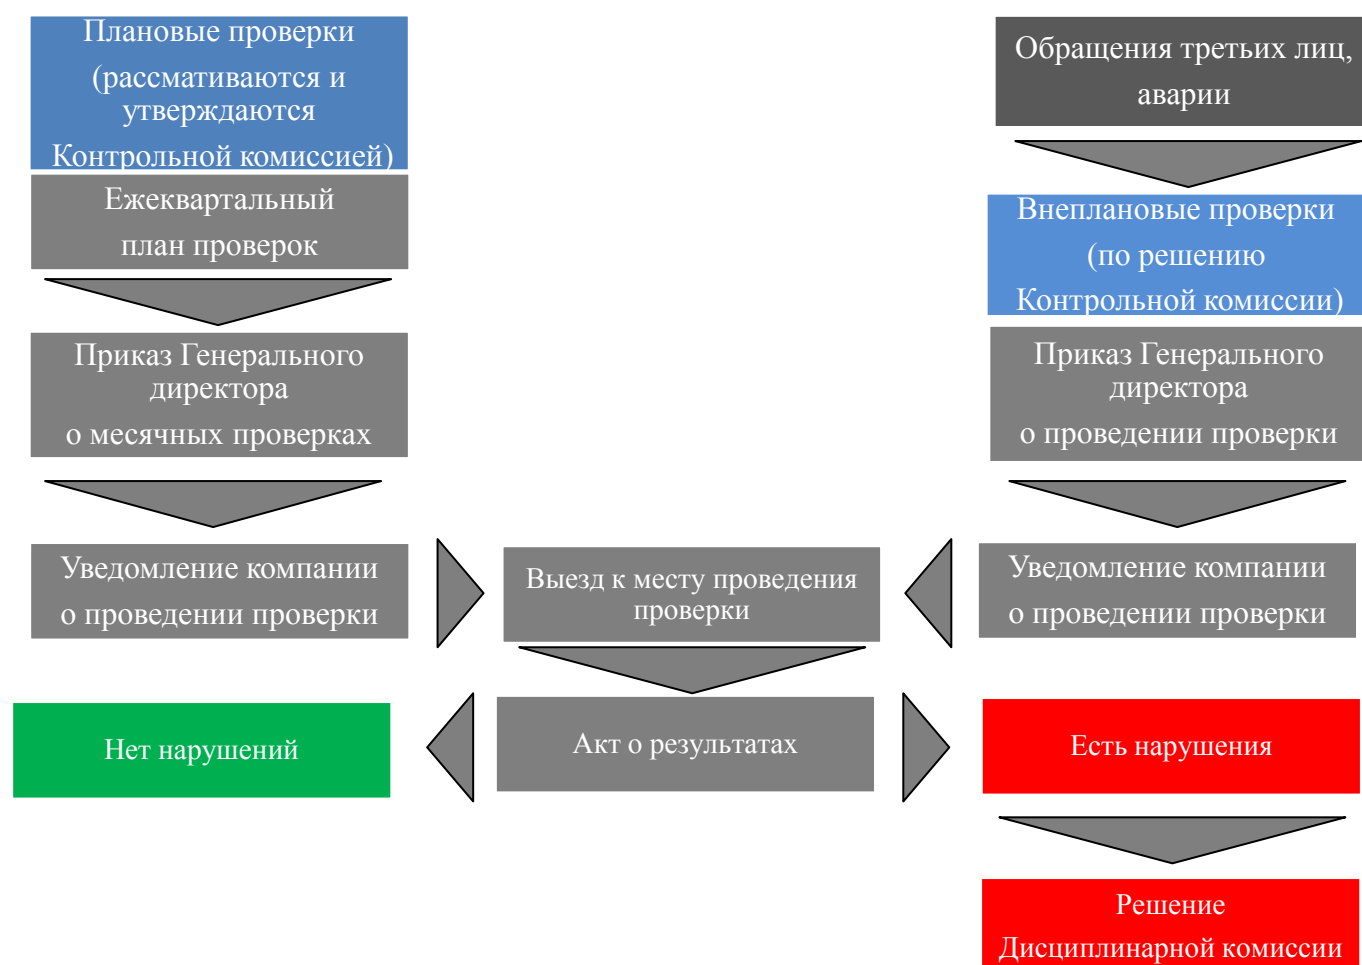 Плановые проверки
(рассмативаются и
утверждаются
Контрольной комиссией)
Ежеквартальный
план проверок
Приказ Генерального
директора
о месячных проверках
Уведомление компании
о проведении проверки
Обращения третьих лиц,
аварии
Внеплановые проверки
(по решению
Контрольной комиссии)
Приказ Генерального
директора
о проведении проверки
Уведомление компании
о проведении проверки
Выезд к месту проведения
проверки
Акт о результатах
Нет нарушений
Есть нарушения
Решение
Дисциплинарной комиссии